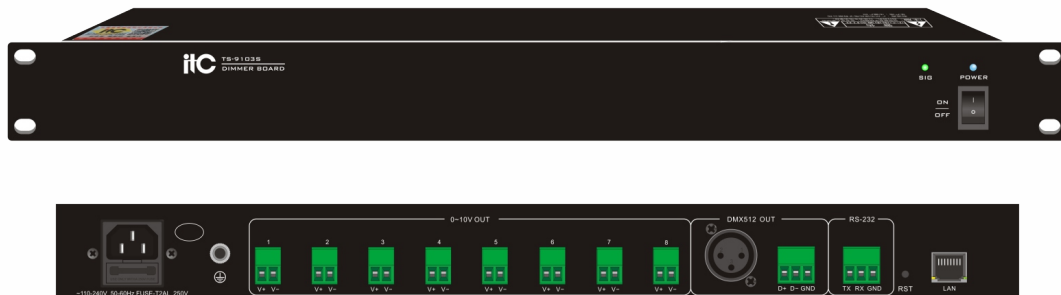 itc TS-9103S
DIMMER BOARD
SIG POWER
ON
OFF
0~10V OUT DMX512 OUT RS-232
1 2 3 4 5 6 7 8
V+ V- V+ V- V+ V- V+ V- V+ V- V+ V- V+ V- V+ V- D+ D- GND TX RX GND RST LAN
~110-240V 50-60Hz FUSE-T2AL 250V